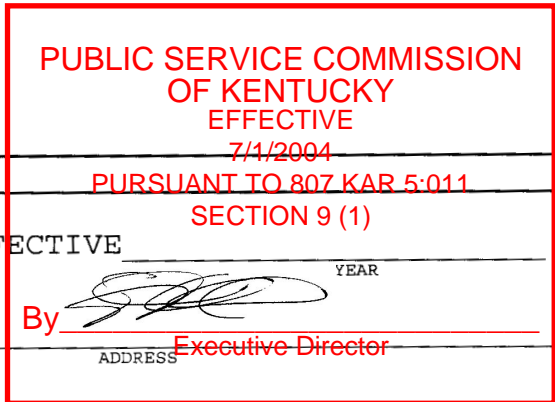 PUBLIC SERVICE COMMISSION
OF KENTUCKY
EFFECTIVE
7/1/2004
PURSUANT TO 807 KAR 5:011
SECTION 9 (1)
FECTIVE
YEAR
By
ADDRESS Executive Director